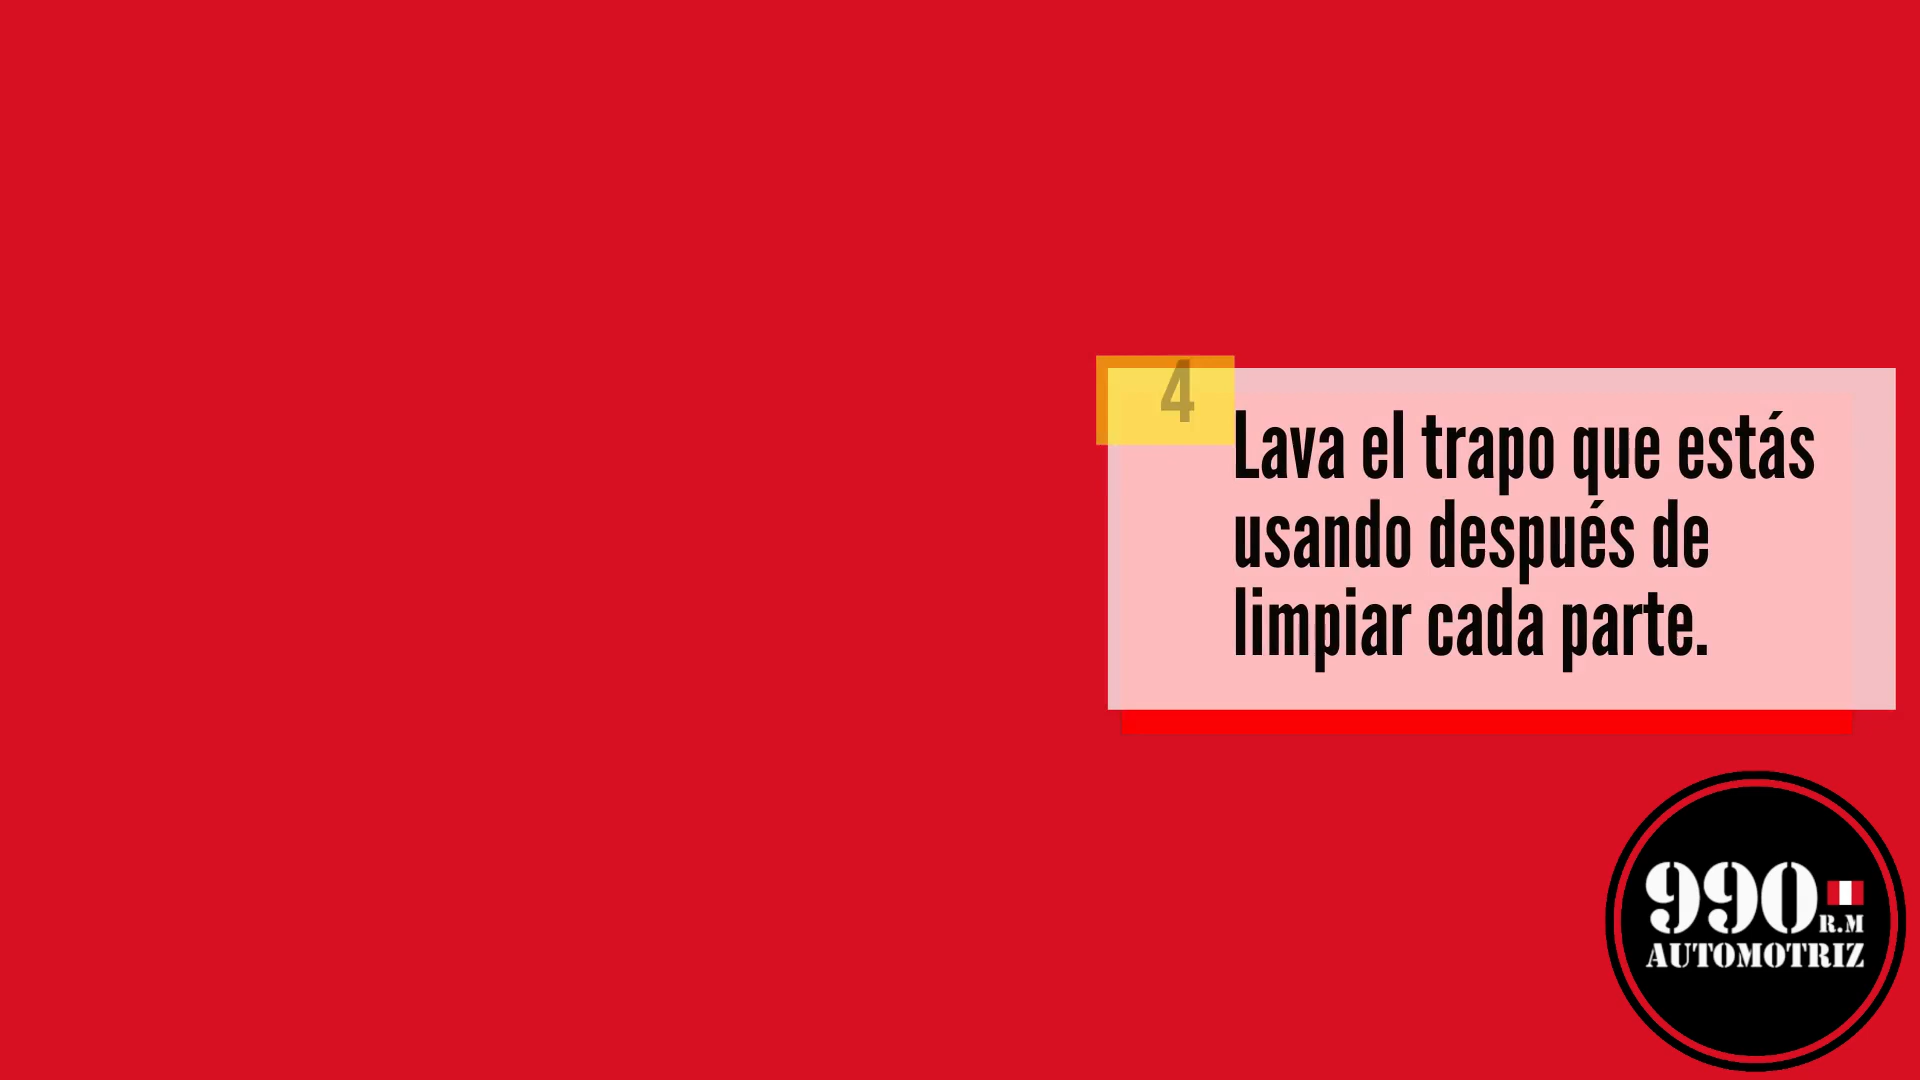 4
Lava el trapo que estás
usando después de
limpiar cada parte.
990
R.M
AUTOMOTRIZ